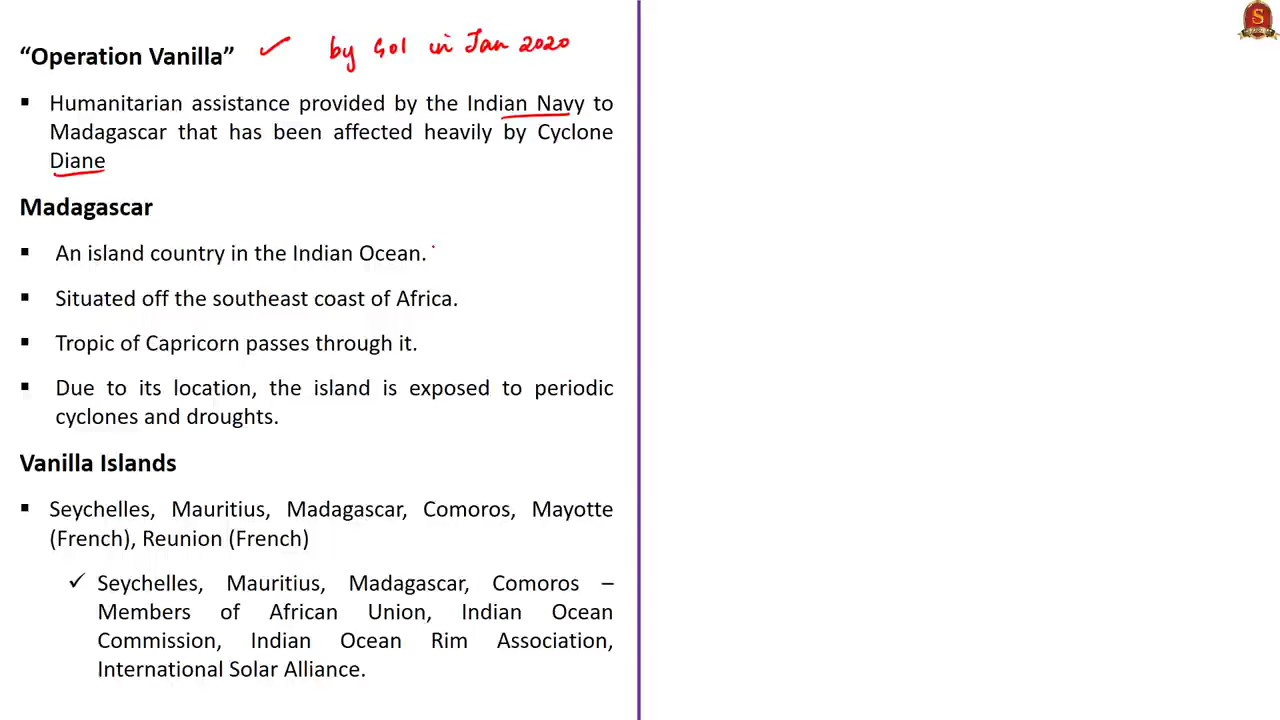 “Operation Vanilla” ✓ by GOI in Jan 2020
▪ Humanitarian assistance provided by the Indian Navy to
Madagascar that has been affected heavily by Cyclone
Diane
Madagascar
▪ An island country in the Indian Ocean.
▪ Situated off the southeast coast of Africa.
▪ Tropic of Capricorn passes through it.
▪ Due to its location, the island is exposed to periodic
cyclones and droughts.
Vanilla Islands
▪ Seychelles, Mauritius, Madagascar, Comoros, Mayotte
(French), Reunion (French)
✓ Seychelles, Mauritius, Madagascar, Comoros –
Members of African Union, Indian Ocean
Commission, Indian Ocean Rim Association,
International Solar Alliance.
S